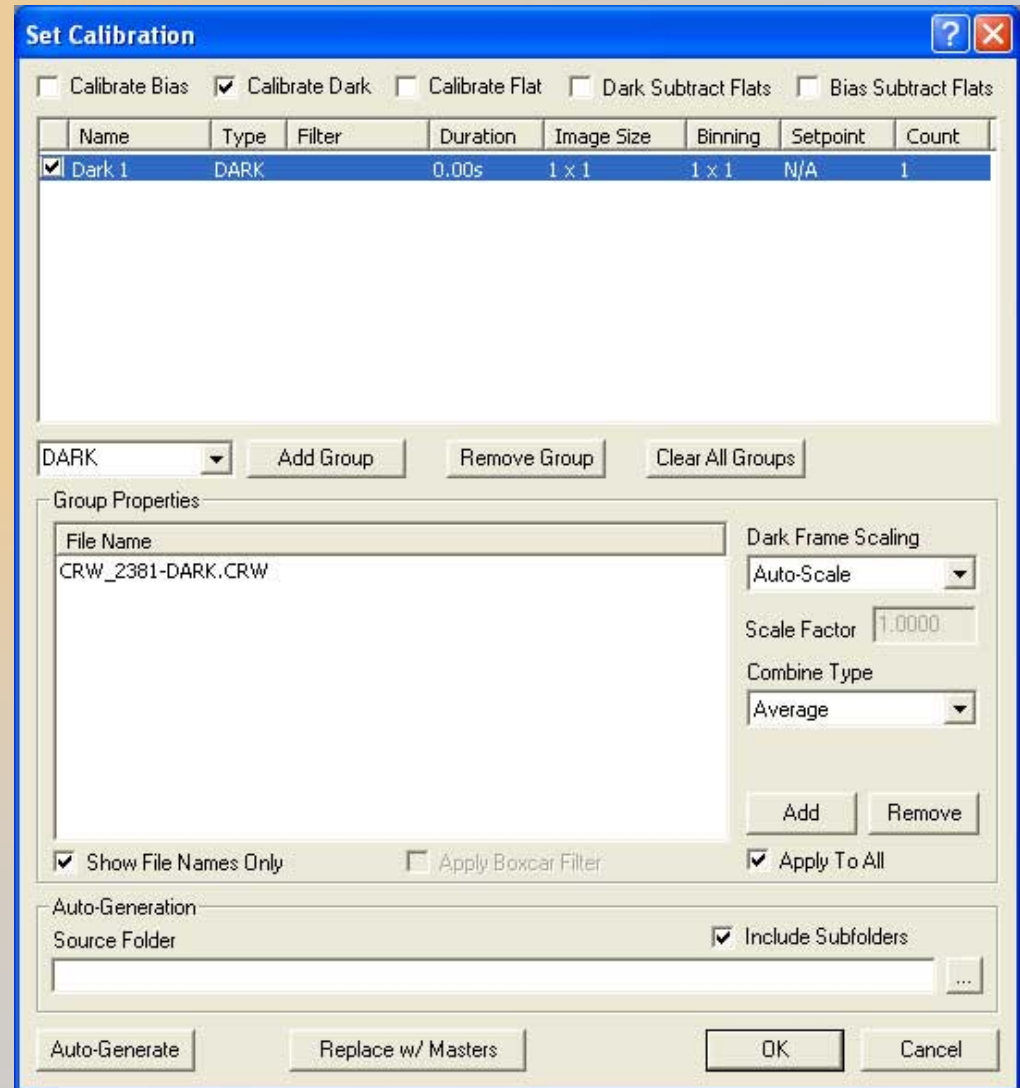 Set Calibration
Calibrate Bias Calibrate Dark Calibrate Flat Dark Subtract Flats Bias Subtract Flats
Name Type Filter Duration Image Size Binning Setpoint Count
Dark 1 DARK 0.00s 1 x 1 1 x 1 N/A 1
DARK Add Group Remove Group Clear All Groups
Group Properties
File Name
CRW_2381-DARK.CRW
Dark Frame Scaling
Auto-Scale
Scale Factor 1.0000
Combine Type
Average
Add Remove
Show File Names Only Apply Boxcar Filter Apply To All
Auto-Generation
Source Folder Include Subfolders
...
Auto-Generate Replace w/ Masters OK Cancel